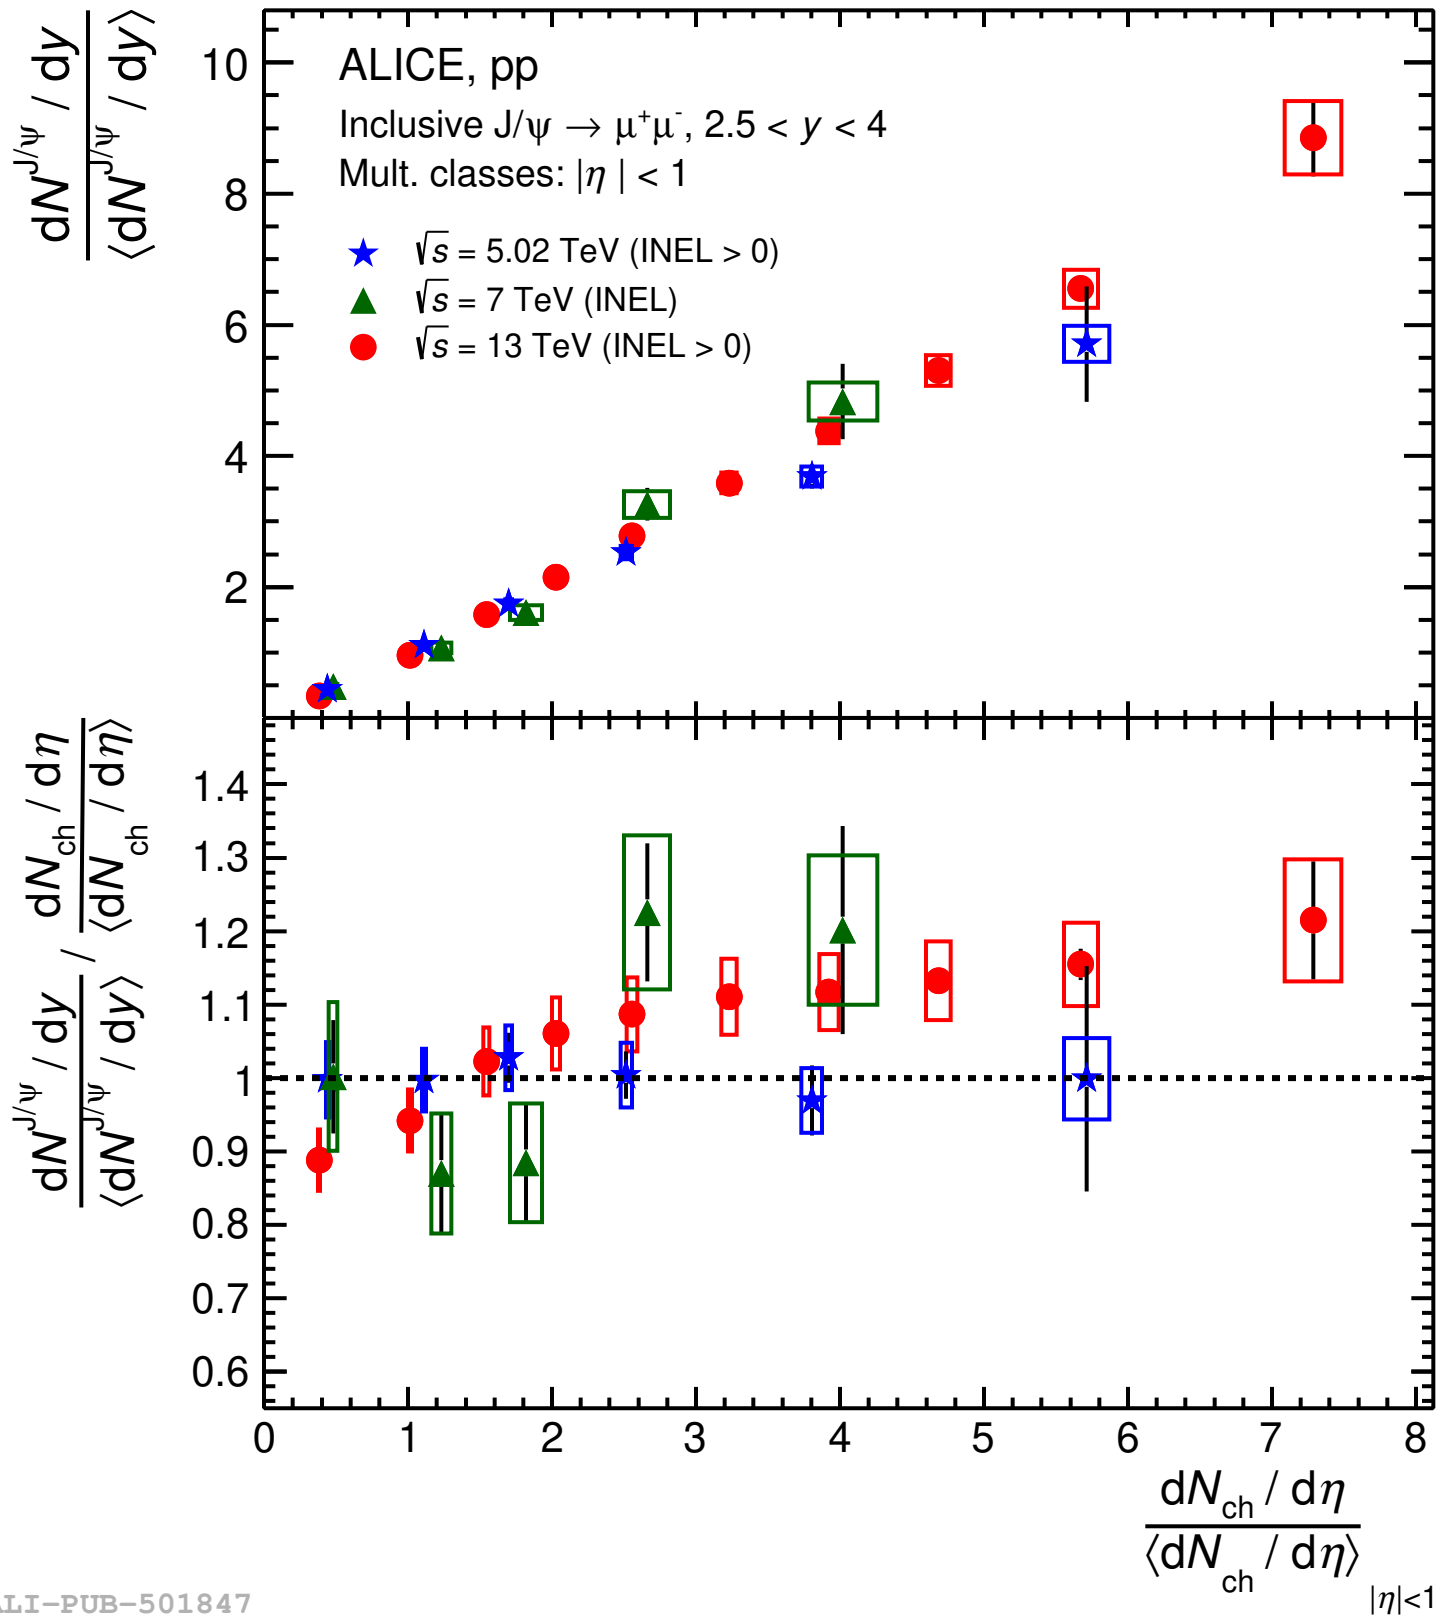 dN^J/ψ / dy
⟨dN^J/ψ / dy⟩
10
8
6
4
2
ALICE, pp
Inclusive J/ψ → μ⁺μ⁻, 2.5 < y < 4
Mult. classes: |η| < 1
√s = 5.02 TeV (INEL > 0)
√s = 7 TeV (INEL)
√s = 13 TeV (INEL > 0)
dN^J/ψ / dy / dN_ch / dη
⟨dN^J/ψ / dy⟩ ⟨dN_ch / dη⟩
1.4
1.3
1.2
1.1
1
0.9
0.8
0.7
0.6
0 1 2 3 4 5 6 7 8
dN_ch / dη
⟨dN_ch / dη⟩ |η|<1
ALI-PUB-501847